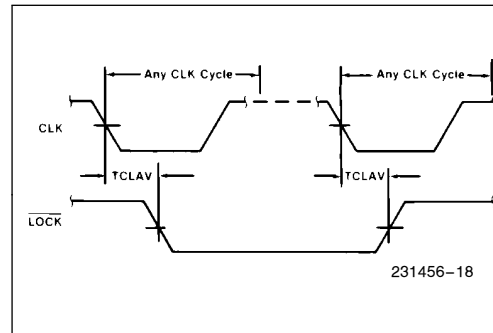 Any CLK Cycle
Any CLK Cycle
CLK
TCLAV
TCLAV
LOCK
231456–18